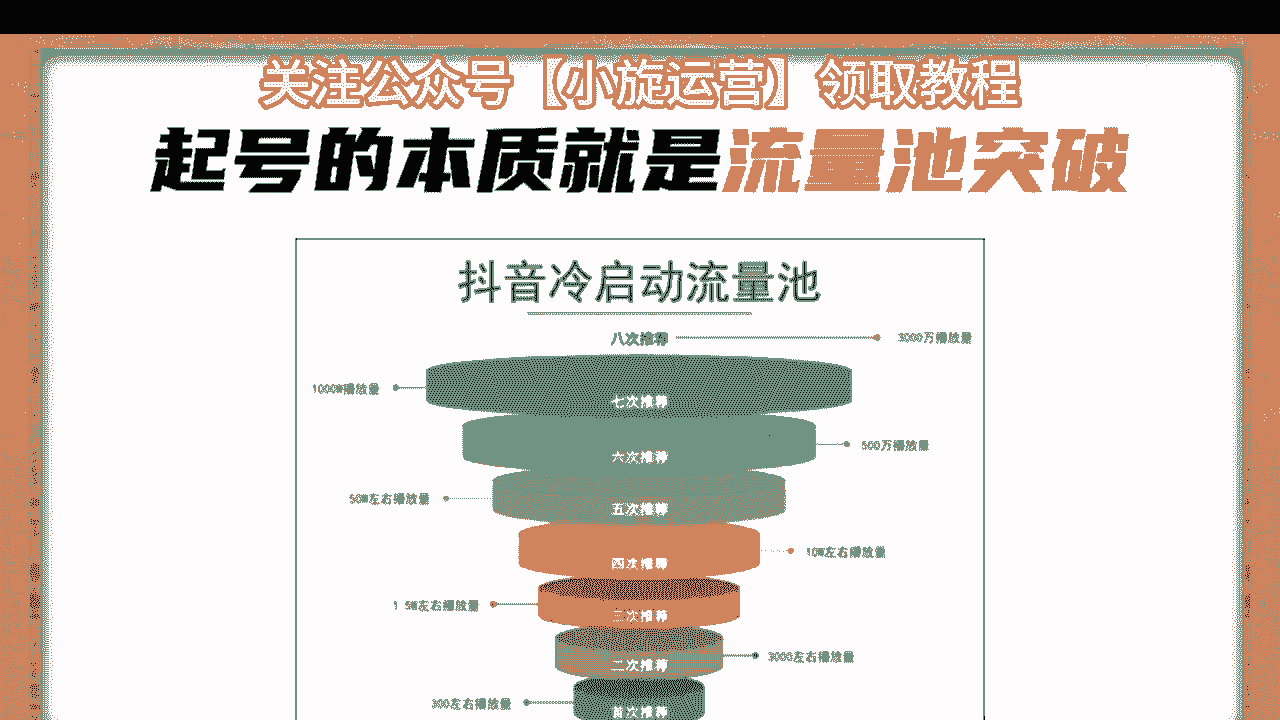 关注公众号【小旋运营】领取教程
起号的本质就是流量池突破
抖音冷启动流量池
八次推荐 3000万播放量
1000W播放量 七次推荐
六次推荐 500万播放量
50W左右播放量 五次推荐
四次推荐 10W左右播放量
1 5W左右播放量 三次推荐
二次推荐 3000左右播放量
300左右播放量 首次推荐